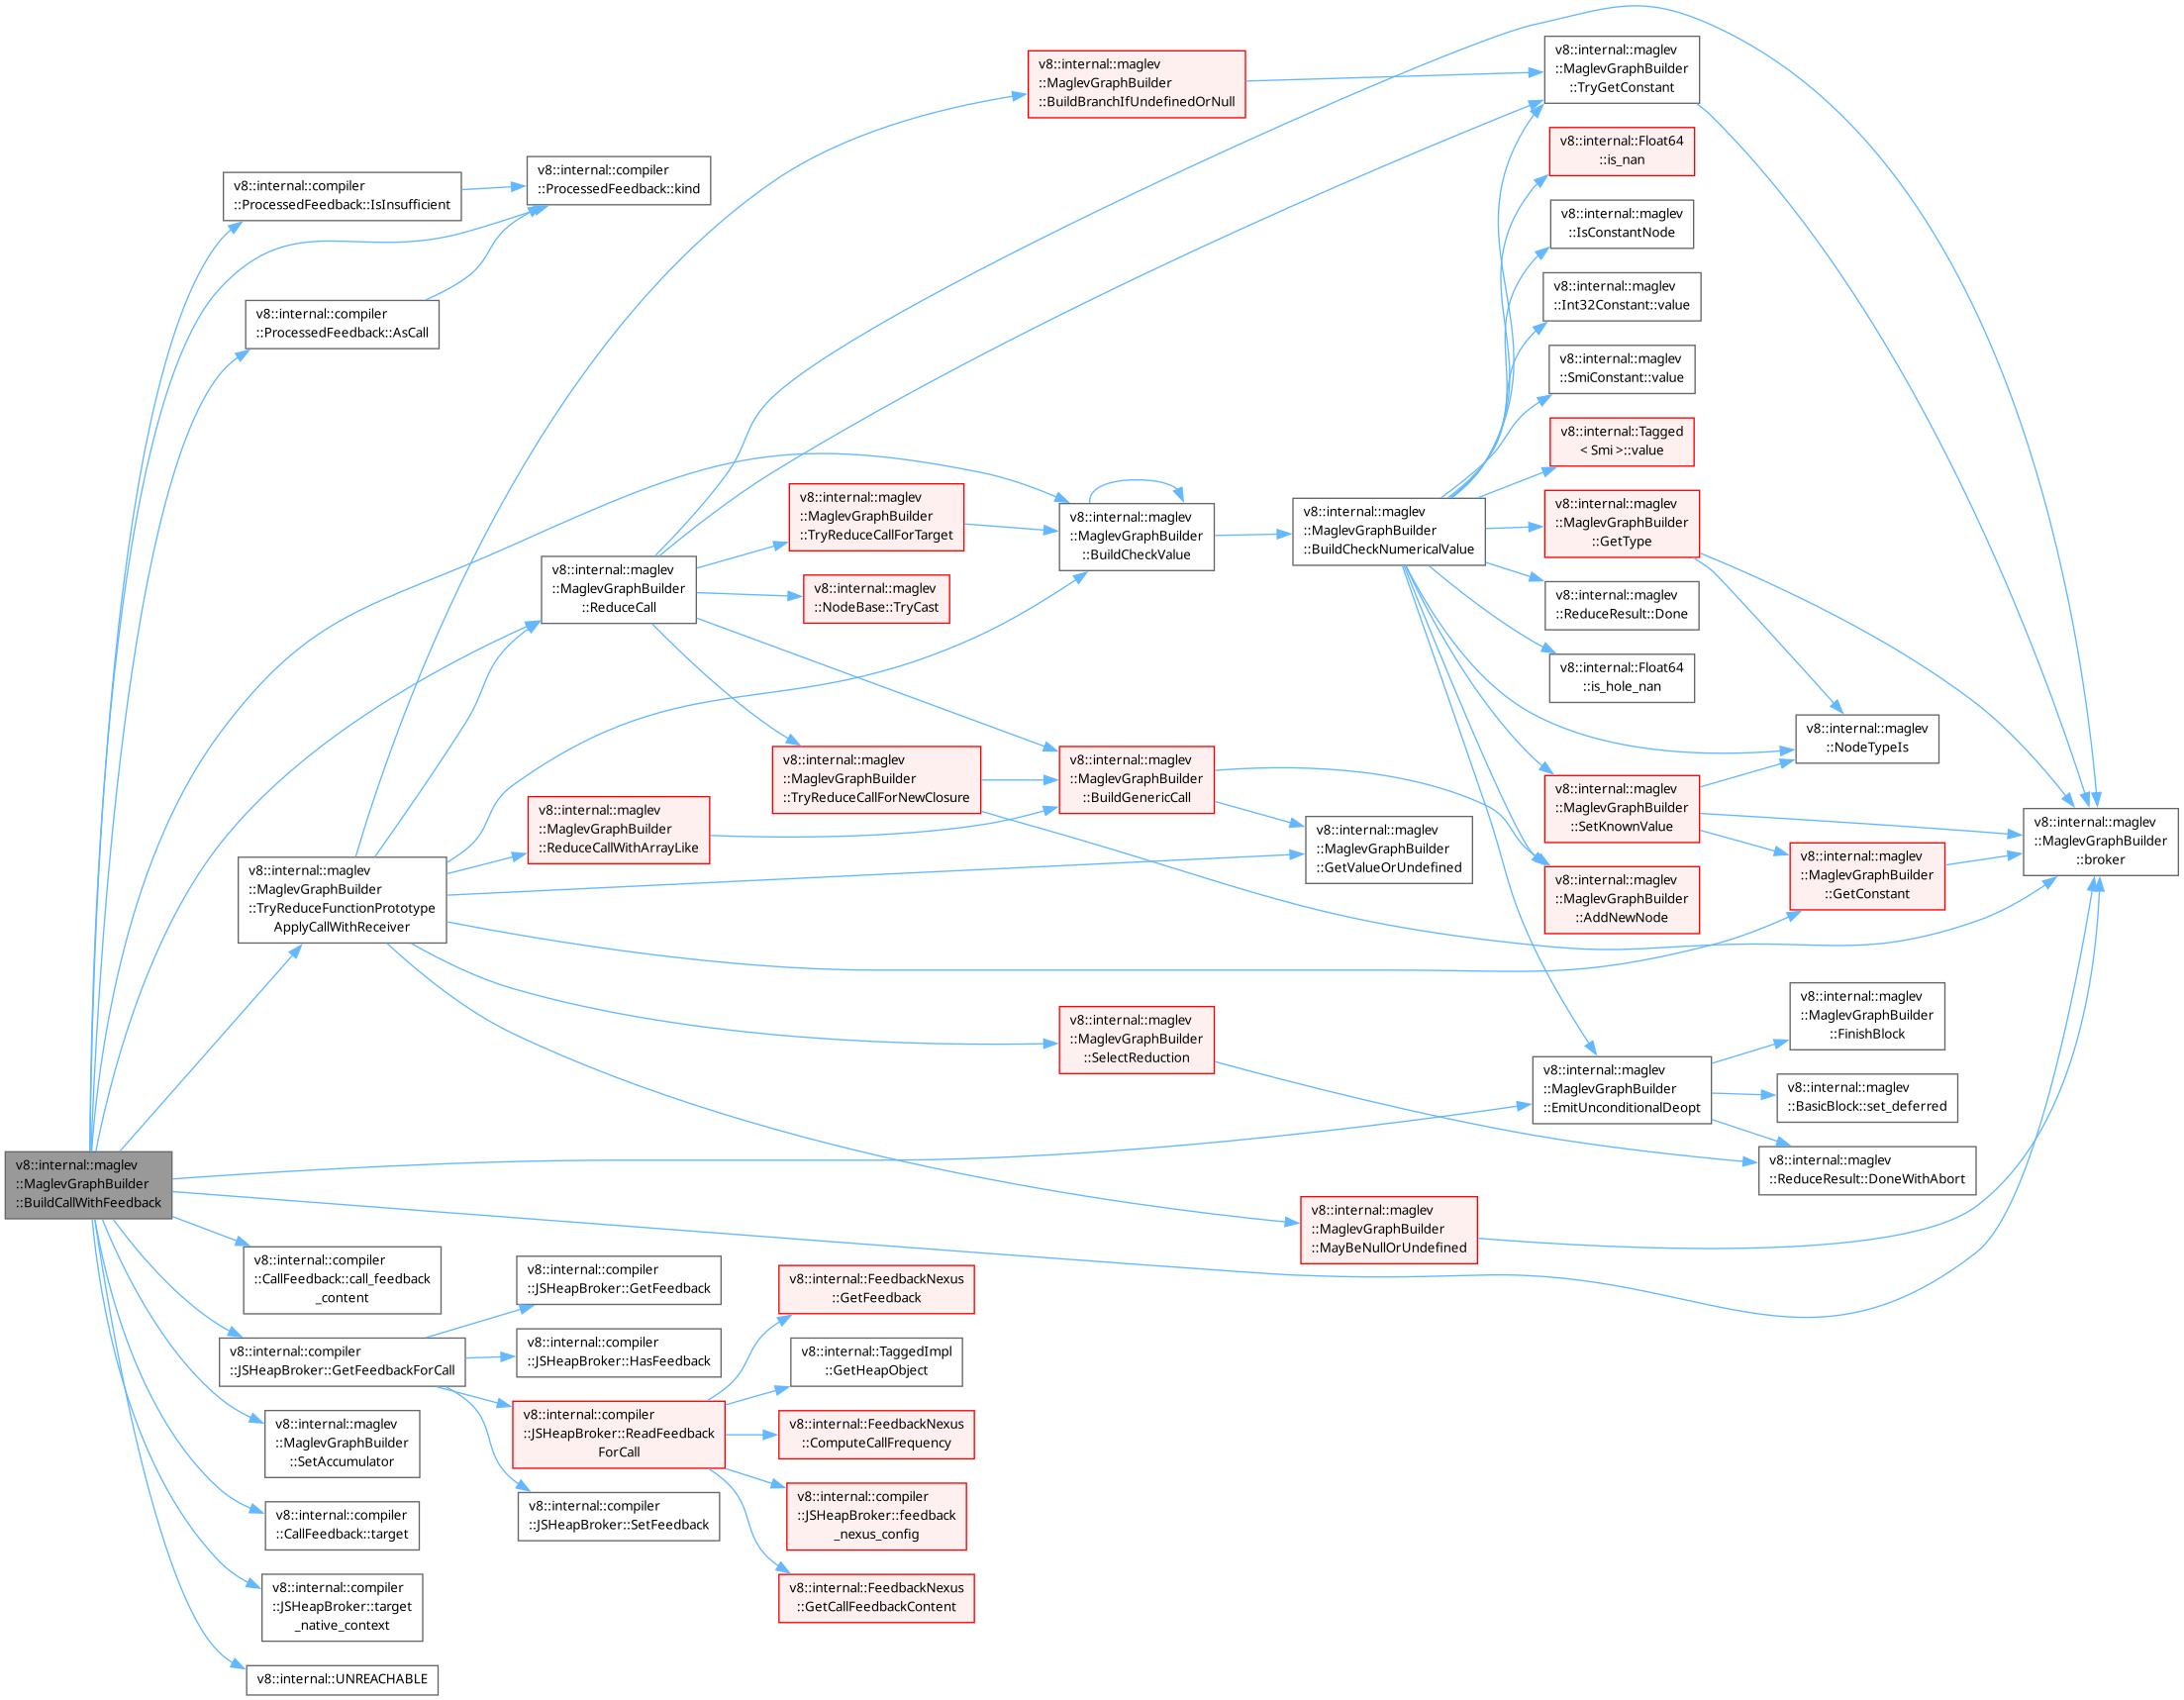 v8::internal::maglev
::MaglevGraphBuilder
::BuildCallWithFeedback
v8::internal::compiler
::ProcessedFeedback::IsInsufficient
v8::internal::compiler
::ProcessedFeedback::kind
v8::internal::compiler
::ProcessedFeedback::AsCall
v8::internal::maglev
::MaglevGraphBuilder
::TryReduceFunctionPrototype
ApplyCallWithReceiver
v8::internal::compiler
::CallFeedback::call_feedback
_content
v8::internal::compiler
::JSHeapBroker::GetFeedbackForCall
v8::internal::maglev
::MaglevGraphBuilder
::SetAccumulator
v8::internal::compiler
::CallFeedback::target
v8::internal::compiler
::JSHeapBroker::target
_native_context
v8::internal::UNREACHABLE
v8::internal::maglev
::MaglevGraphBuilder
::ReduceCall
v8::internal::maglev
::MaglevGraphBuilder
::ReduceCallWithArrayLike
v8::internal::compiler
::JSHeapBroker::GetFeedback
v8::internal::compiler
::JSHeapBroker::HasFeedback
v8::internal::compiler
::JSHeapBroker::ReadFeedback
ForCall
v8::internal::compiler
::JSHeapBroker::SetFeedback
v8::internal::maglev
::MaglevGraphBuilder
::TryReduceCallForTarget
v8::internal::maglev
::NodeBase::TryCast
v8::internal::maglev
::MaglevGraphBuilder
::TryReduceCallForNewClosure
v8::internal::FeedbackNexus
::GetFeedback
v8::internal::TaggedImpl
::GetHeapObject
v8::internal::FeedbackNexus
::ComputeCallFrequency
v8::internal::compiler
::JSHeapBroker::feedback
_nexus_config
v8::internal::FeedbackNexus
::GetCallFeedbackContent
v8::internal::maglev
::MaglevGraphBuilder
::BuildBranchIfUndefinedOrNull
v8::internal::maglev
::MaglevGraphBuilder
::BuildCheckValue
v8::internal::maglev
::MaglevGraphBuilder
::BuildGenericCall
v8::internal::maglev
::MaglevGraphBuilder
::SelectReduction
v8::internal::maglev
::MaglevGraphBuilder
::BuildCheckNumericalValue
v8::internal::maglev
::MaglevGraphBuilder
::GetValueOrUndefined
v8::internal::maglev
::MaglevGraphBuilder
::MayBeNullOrUndefined
v8::internal::maglev
::MaglevGraphBuilder
::TryGetConstant
v8::internal::Float64
::is_nan
v8::internal::maglev
::IsConstantNode
v8::internal::maglev
::Int32Constant::value
v8::internal::maglev
::SmiConstant::value
v8::internal::Tagged
< Smi >::value
v8::internal::maglev
::MaglevGraphBuilder
::GetType
v8::internal::maglev
::ReduceResult::Done
v8::internal::Float64
::is_hole_nan
v8::internal::maglev
::MaglevGraphBuilder
::SetKnownValue
v8::internal::maglev
::MaglevGraphBuilder
::AddNewNode
v8::internal::maglev
::MaglevGraphBuilder
::EmitUnconditionalDeopt
v8::internal::maglev
::NodeTypeIs
v8::internal::maglev
::MaglevGraphBuilder
::GetConstant
v8::internal::maglev
::MaglevGraphBuilder
::FinishBlock
v8::internal::maglev
::BasicBlock::set_deferred
v8::internal::maglev
::ReduceResult::DoneWithAbort
v8::internal::maglev
::MaglevGraphBuilder
::broker